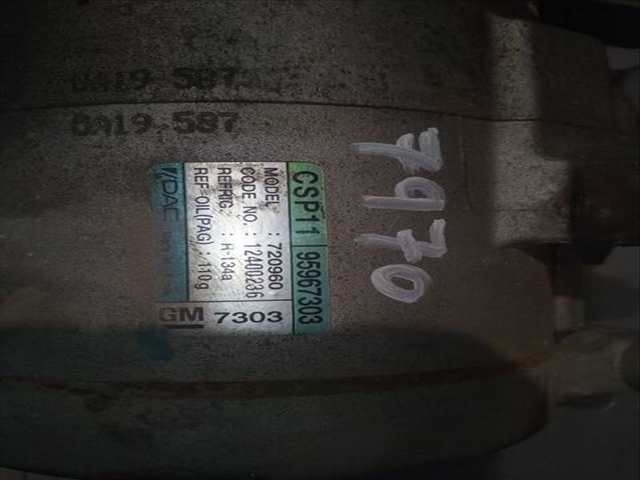 0A19 587
0A19 587
CSP11 95967303
MODEL : 720960
CODE NO. : 12400236
REFRIG. : R-134a
REF OIL(PAG) : 110g
GM 7303
7970